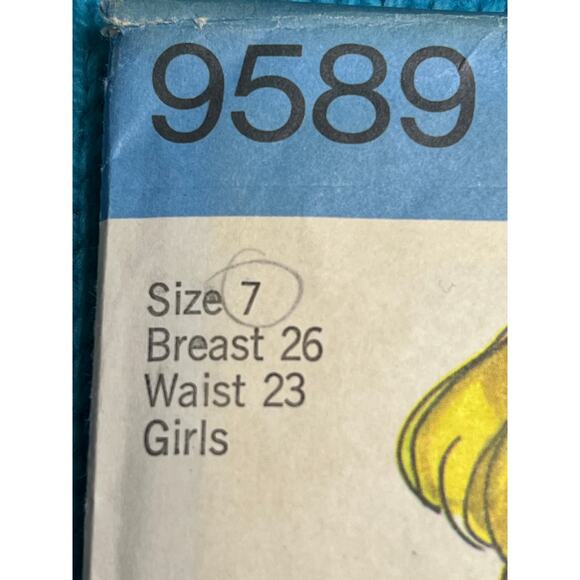 9589
Size 7
Breast 26
Waist 23
Girls